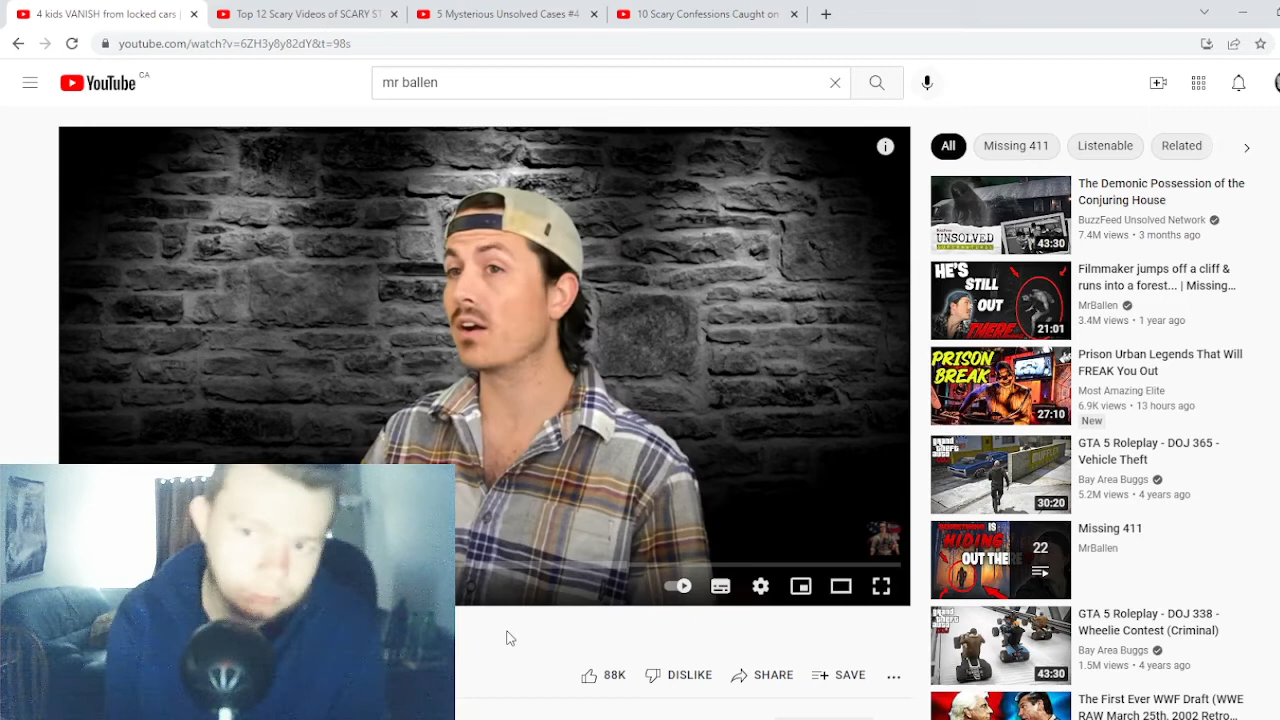 4 kids VANISH from locked cars |
Top 12 Scary Videos of SCARY ST
5 Mysterious Unsolved Cases #4
10 Scary Confessions Caught on
youtube.com/watch?v=6ZH3y8y82dY&t=98s
YouTube CA
mr ballen
All
Missing 411
Listenable
Related
The Demonic Possession of the
Conjuring House
BuzzFeed Unsolved Network
7.4M views • 3 months ago
UNSOLVED
43:30
Filmmaker jumps off a cliff &
runs into a forest... | Missing...
MrBallen
3.4M views • 1 year ago
HE'S
STILL
OUT
THERE...
21:01
Prison Urban Legends That Will
FREAK You Out
Most Amazing Elite
6.9K views • 13 hours ago
New
PRISON
BREAK
27:10
GTA 5 Roleplay - DOJ 365 -
Vehicle Theft
Bay Area Buggs
5.2M views • 4 years ago
30:20
Missing 411
MrBallen
IS
HIDING
OUT THERE
22
GTA 5 Roleplay - DOJ 338 -
Wheelie Contest (Criminal)
Bay Area Buggs
1.5M views • 4 years ago
43:30
The First Ever WWF Draft (WWE
RAW March 25th, 2002 Retro...
88K
DISLIKE
SHARE
SAVE